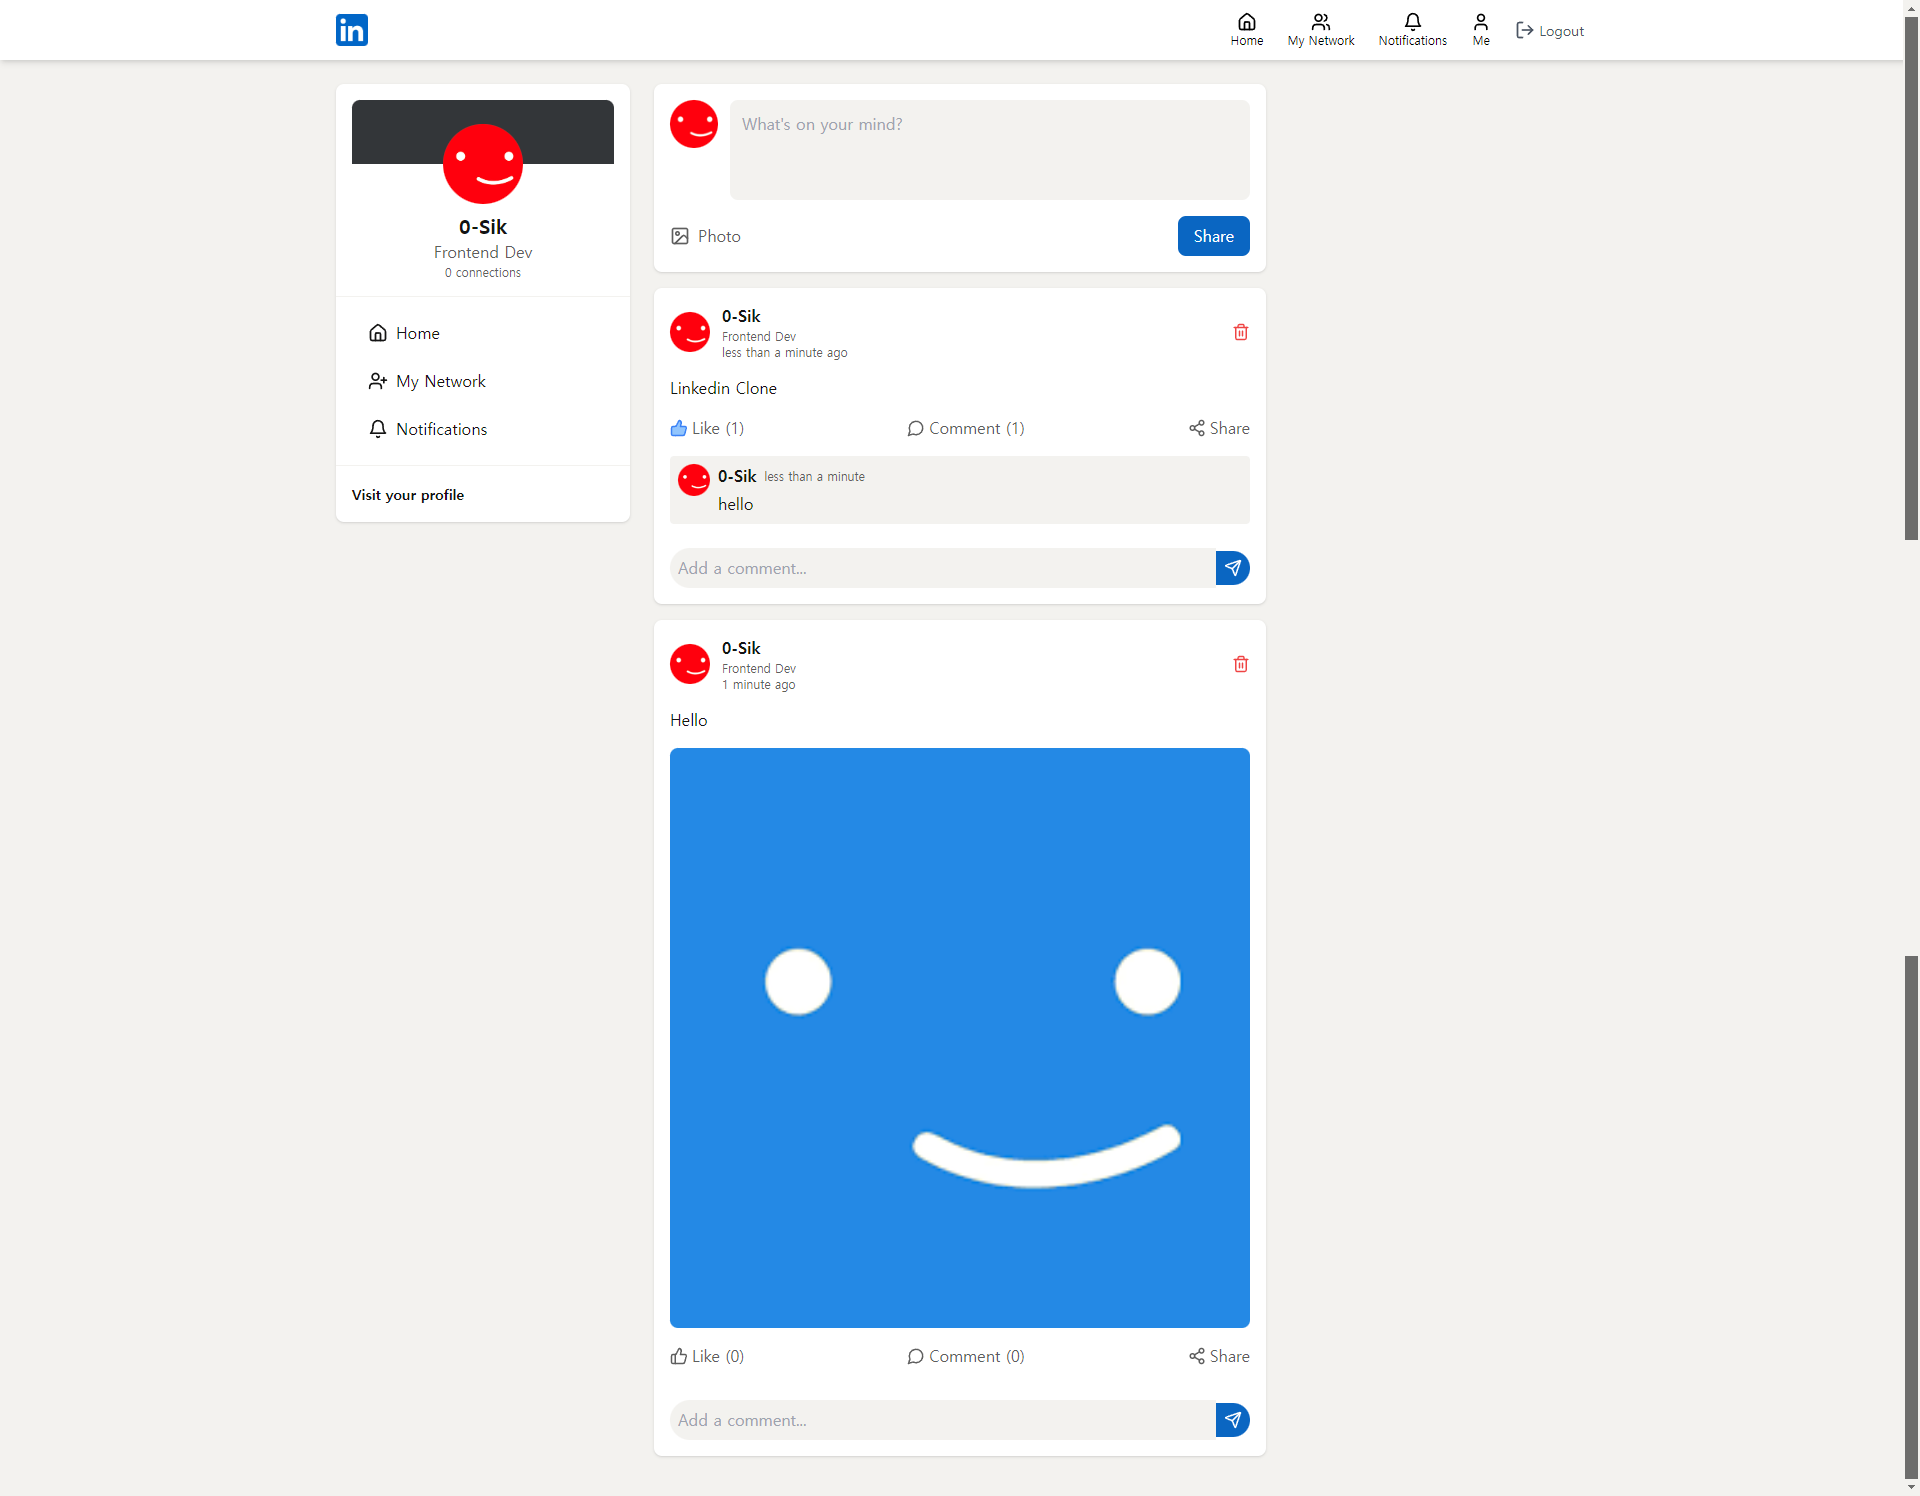 in
Home
My Network
Notifications
Me
Logout
0-Sik
Frontend Dev
0 connections
Home
My Network
Notifications
Visit your profile
What's on your mind?
Photo
Share
0-Sik
Frontend Dev
less than a minute ago
Linkedin Clone
Like (1)
Comment (1)
Share
0-Sik less than a minute
hello
Add a comment...
0-Sik
Frontend Dev
1 minute ago
Hello
Like (0)
Comment (0)
Share
Add a comment...